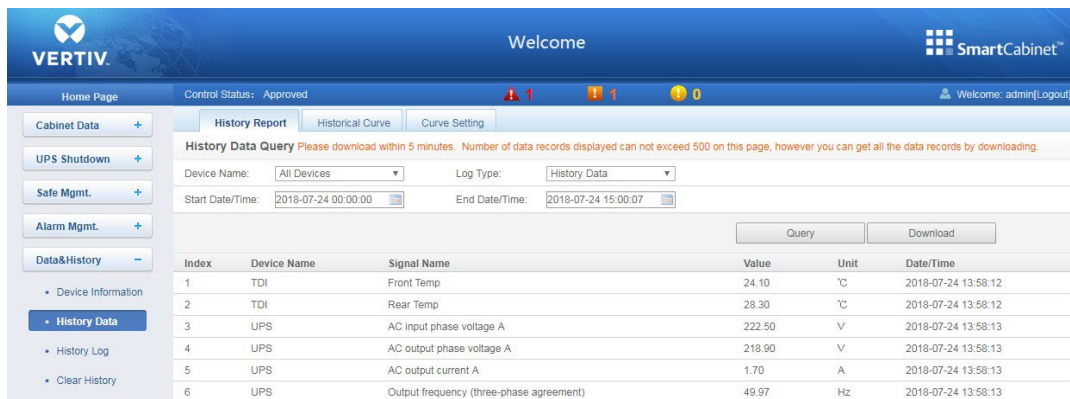 VERTIV.
Welcome
SmartCabinet™
Home Page
Control Status: Approved
1
1
0
Welcome: admin[Logout]
Cabinet Data +
UPS Shutdown +
Safe Mgmt. +
Alarm Mgmt. +
Data&History −
• Device Information
• History Data
• History Log
• Clear History
History Report Historical Curve Curve Setting
History Data Query Please download within 5 minutes. Number of data records displayed can not exceed 500 on this page, however you can get all the data records by downloading.
Device Name: All Devices Log Type: History Data
Start Date/Time: 2018-07-24 00:00:00 End Date/Time: 2018-07-24 15:00:07
Query Download
Index Device Name Signal Name Value Unit Date/Time
1 TDI Front Temp 24.10 ℃ 2018-07-24 13:58:12
2 TDI Rear Temp 28.30 ℃ 2018-07-24 13:58:12
3 UPS AC input phase voltage A 222.50 V 2018-07-24 13:58:13
4 UPS AC output phase voltage A 218.90 V 2018-07-24 13:58:13
5 UPS AC output current A 1.70 A 2018-07-24 13:58:13
6 UPS Output frequency (three-phase agreement) 49.97 Hz 2018-07-24 13:58:13